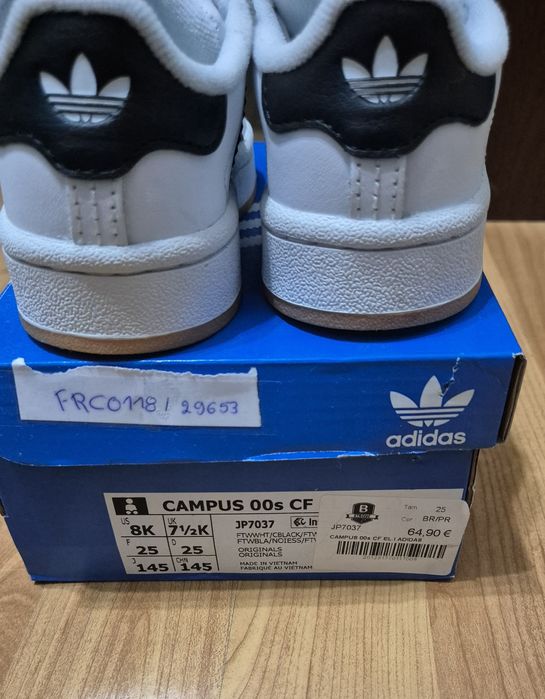 FRC0118/ 29653
adidas
CAMPUS 00s CF
US UK
8K 7½K
F D
25 25
J CHN
145 145
JP7037
FTWWHT/CBLACK/FTW
FTWBLA/NOIESS/FTW
ORIGINALS
ORIGINALS
MADE IN VIETNAM
FABRIQUÉ AU VIETNAM
B
Tam 25
Cor BR/PR
JP7037
64,90 €
CAMPUS 00s CF EL I ADIDAS